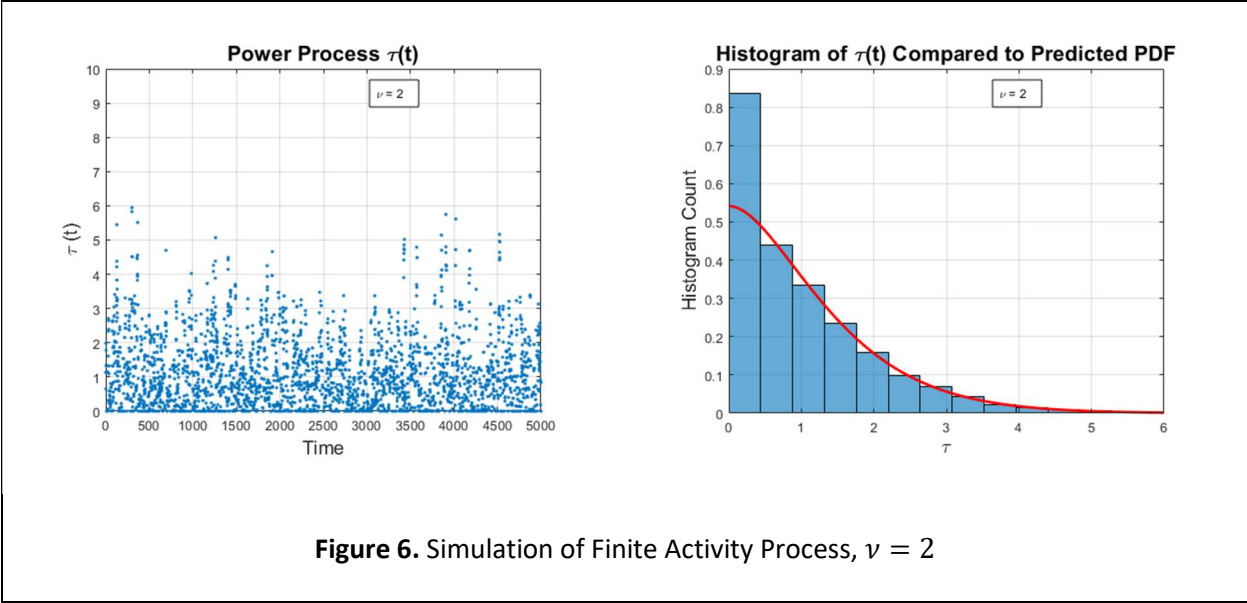 Power Process τ(t)
ν = 2
10
9
8
7
6
5
4
3
2
1
0
τ (t)
0 500 1000 1500 2000 2500 3000 3500 4000 4500 5000
Time
Histogram of τ(t) Compared to Predicted PDF
ν = 2
0.9
0.8
0.7
0.6
0.5
0.4
0.3
0.2
0.1
0
Histogram Count
0 1 2 3 4 5 6
τ
Figure 6. Simulation of Finite Activity Process, ν = 2